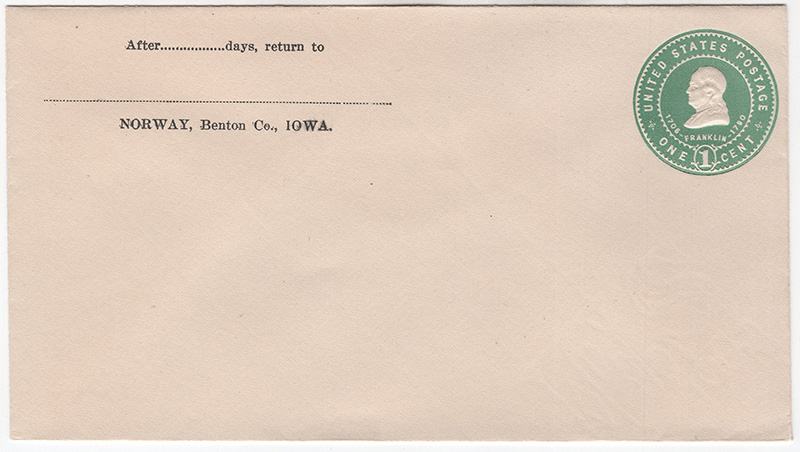 After.................days, return to
NORWAY, Benton Co., IOWA.
UNITED STATES POSTAGE
1706 FRANKLIN 1790
ONE 1 CENT